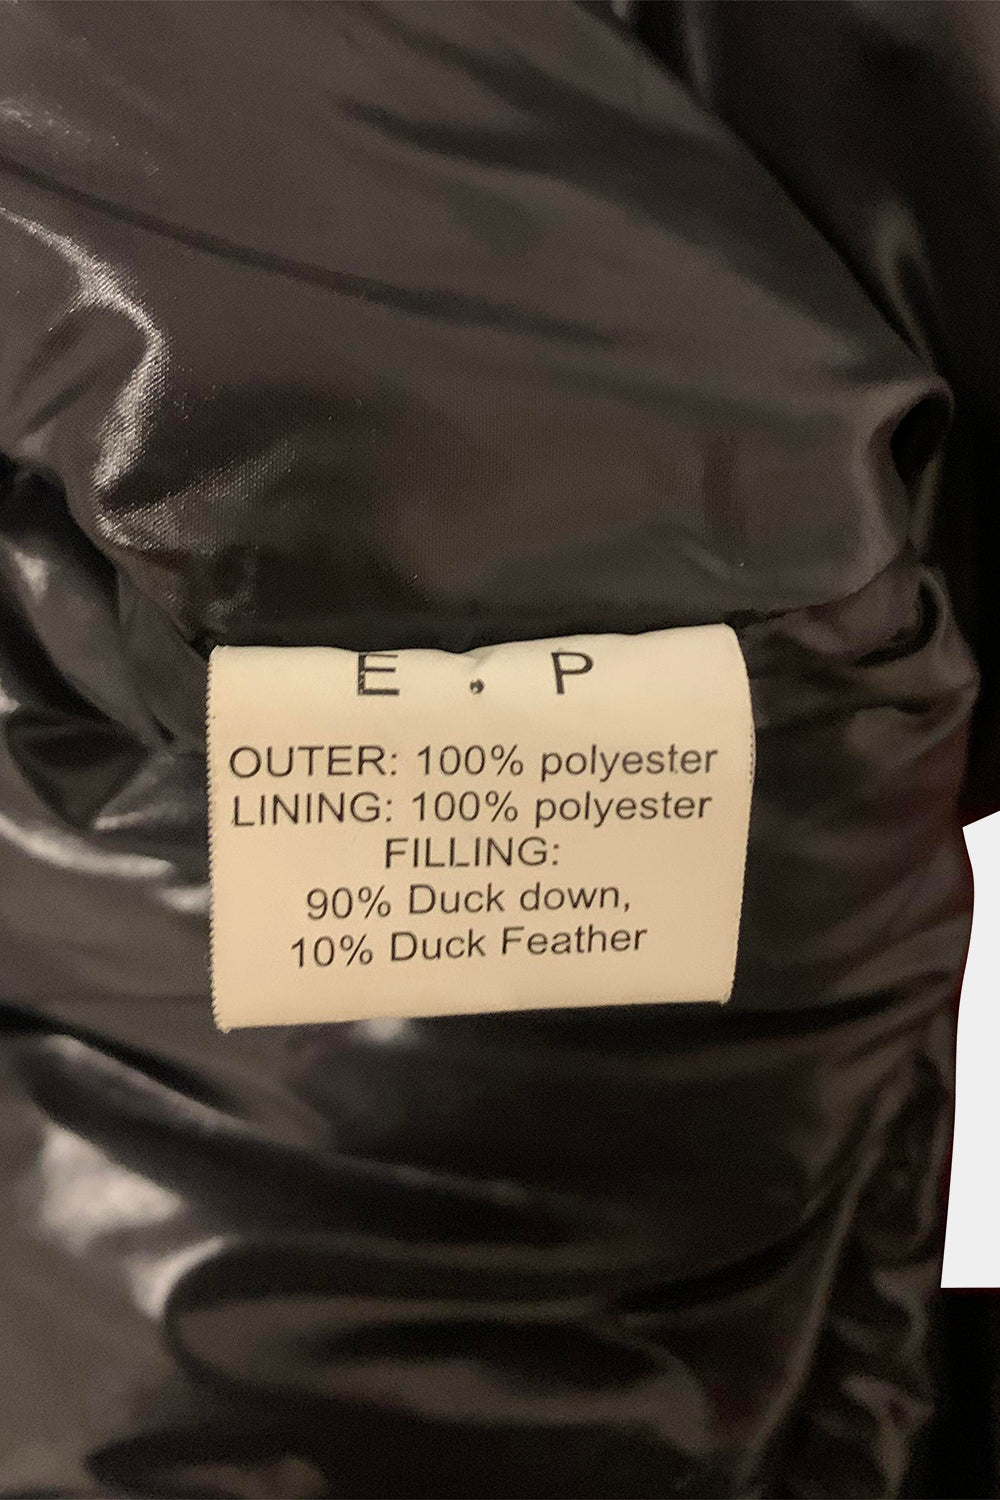 E . P
OUTER: 100% polyester
LINING: 100% polyester
FILLING:
90% Duck down,
10% Duck Feather